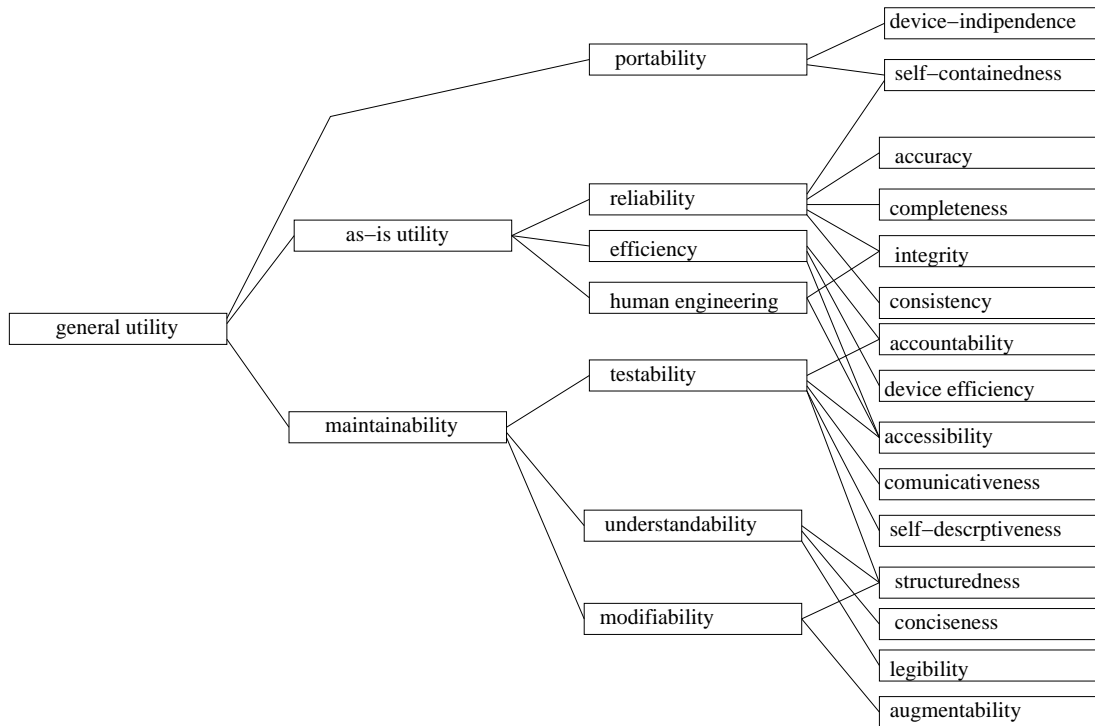 device−indipendence
portability
self−containedness
accuracy
reliability
completeness
as−is utility
efficiency
integrity
human engineering
consistency
general utility
accountability
testability
device efficiency
maintainability
accessibility
comunicativeness
understandability
self−descrptiveness
structuredness
modifiability
conciseness
legibility
augmentability